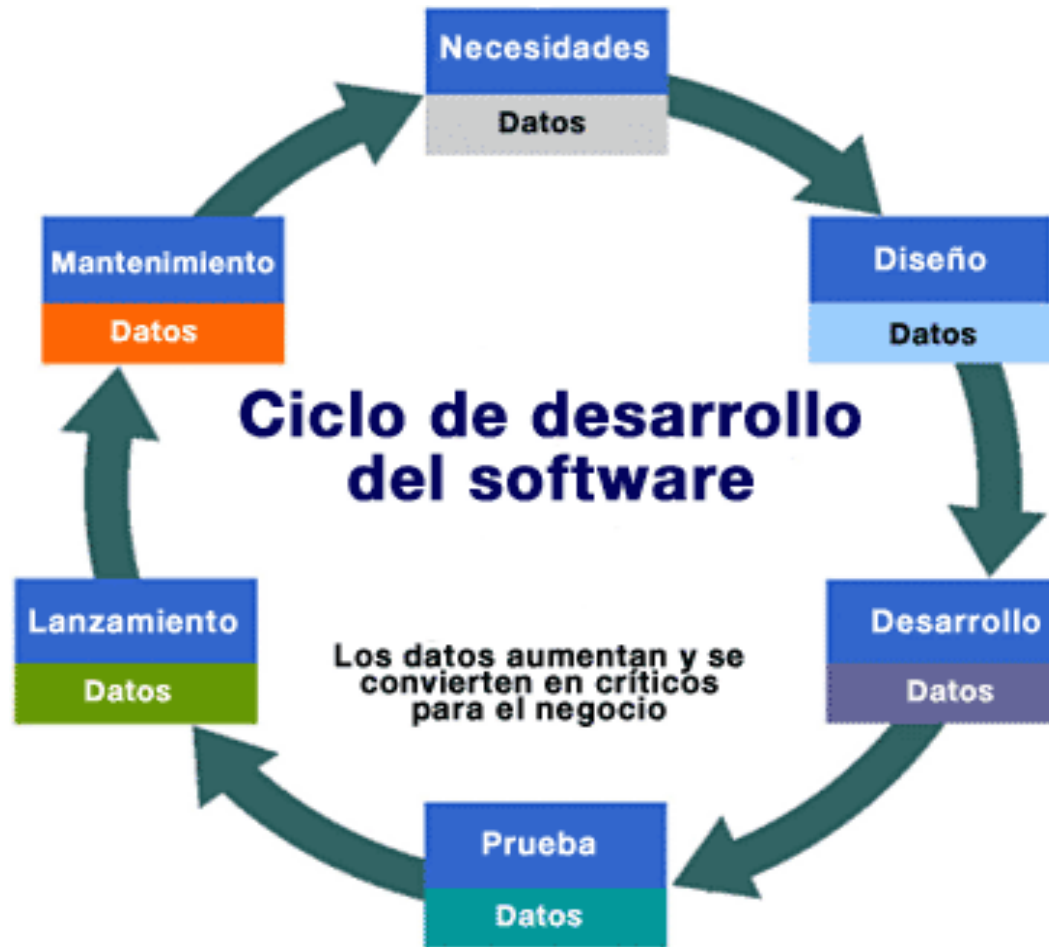 Necesidades
Datos
Diseño
Datos
Desarrollo
Datos
Prueba
Datos
Lanzamiento
Datos
Mantenimiento
Datos
Ciclo de desarrollo
del software
Los datos aumentan y se
convierten en críticos
para el negocio